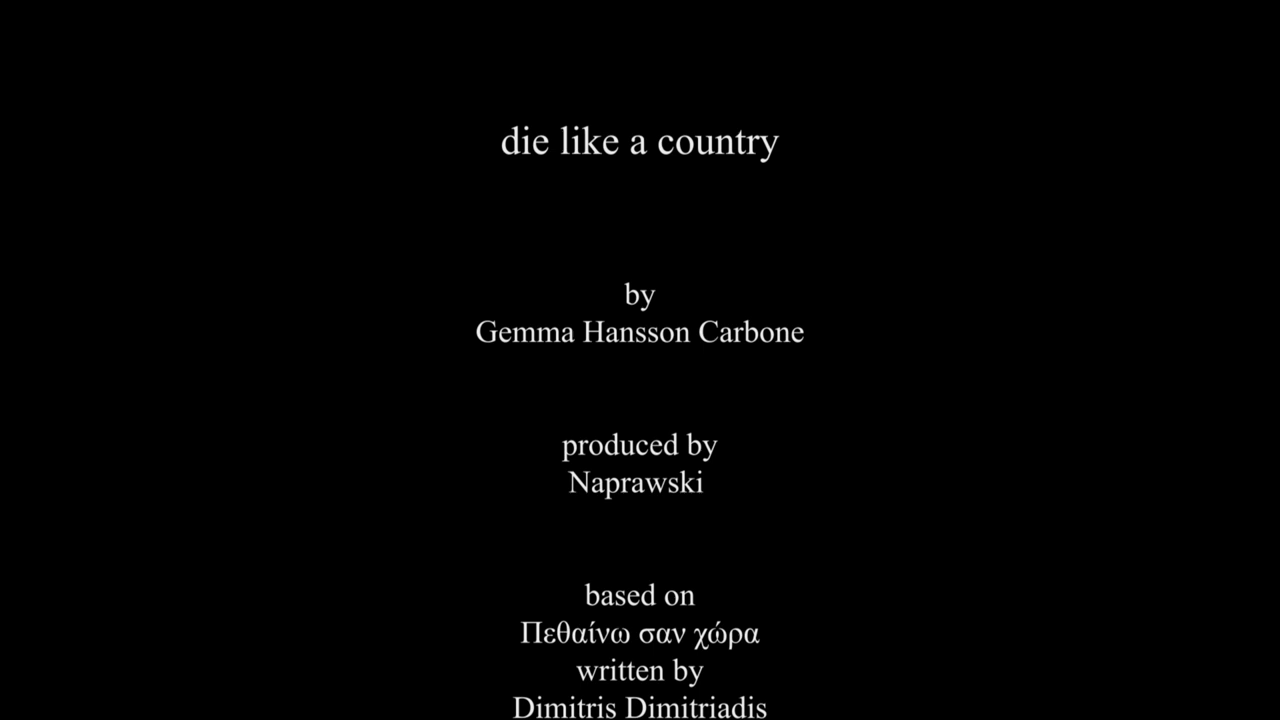 die like a country
by
Gemma Hansson Carbone
produced by
Naprawski
based on
Πεθαίνω σαν χώρα
written by
Dimitris Dimitriadis